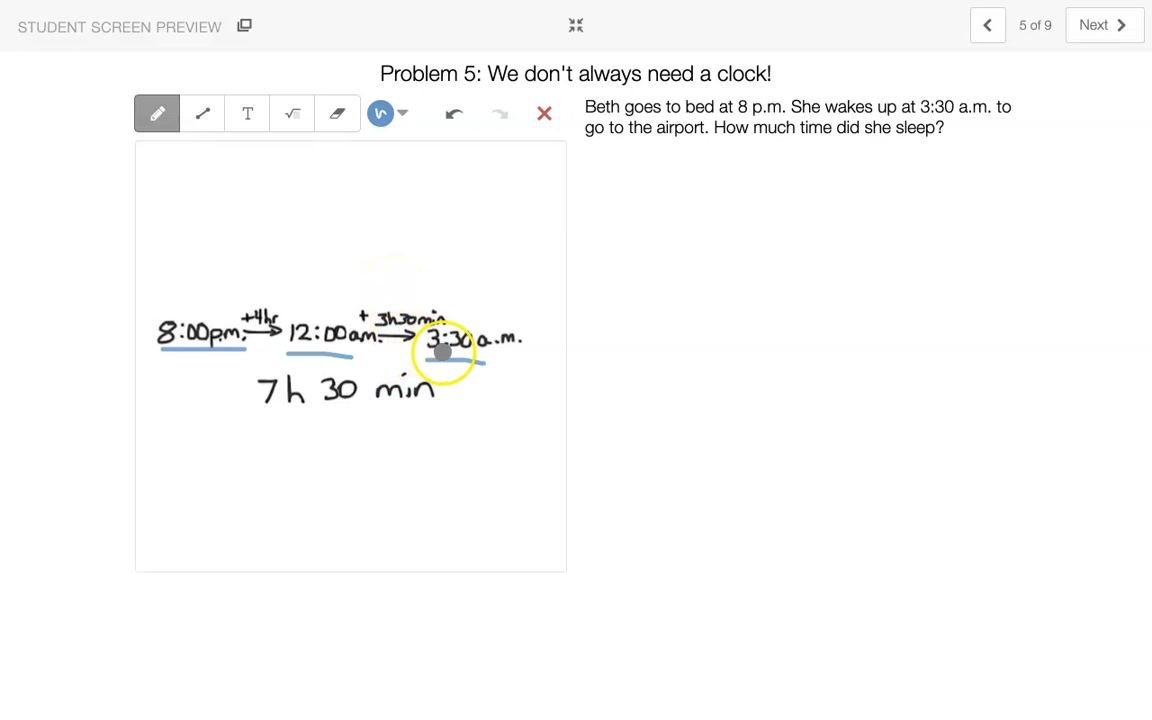 STUDENT SCREEN PREVIEW
5 of 9
Next
Problem 5: We don't always need a clock!
T
Beth goes to bed at 8 p.m. She wakes up at 3:30 a.m. to
go to the airport. How much time did she sleep?
+4hr + 3h30min
8:00p.m. 12:00am. 3:30 a.m.
7h 30 min